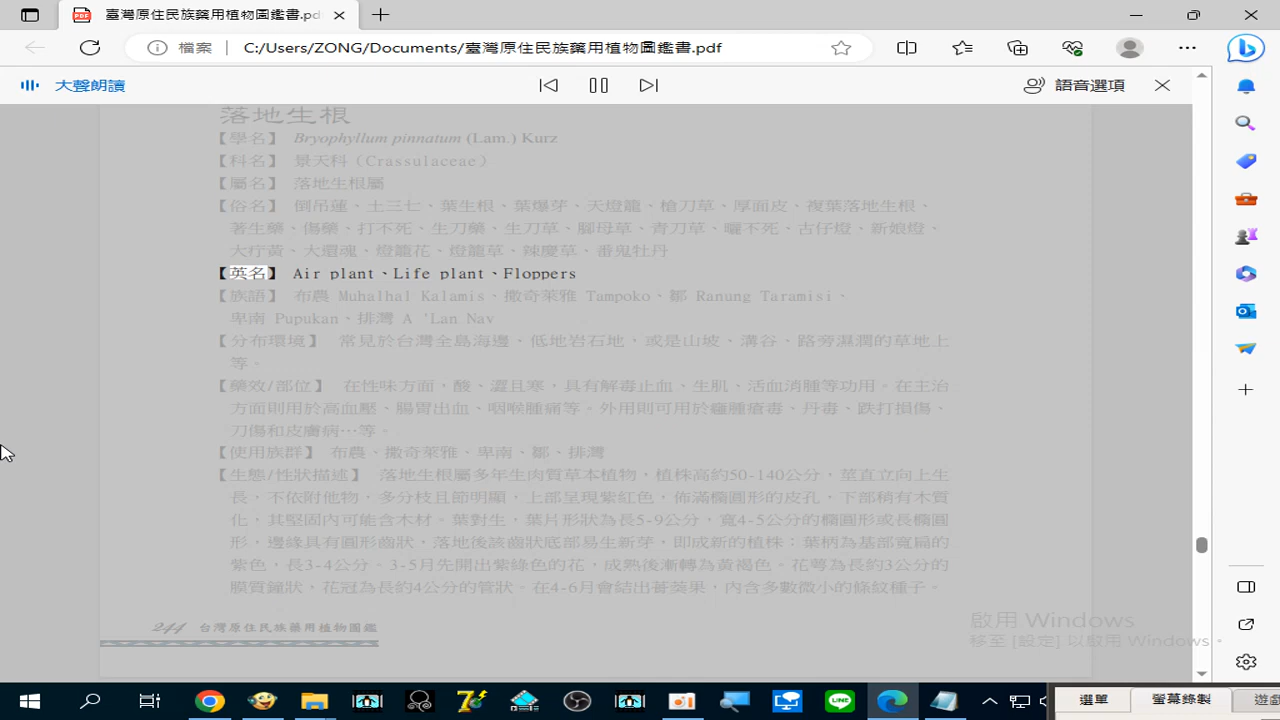 臺灣原住民族藥用植物圖鑑書.pd
檔案
C:/Users/ZONG/Documents/臺灣原住民族藥用植物圖鑑書.pdf
大聲朗讀
語音選項
落地生根
【學名】 Bryophyllum pinnatum (Lam.) Kurz
【科名】 景天科（Crassulaceae）
【屬名】 落地生根屬
【俗名】 倒吊蓮、土三七、葉生根、葉爆芽、天燈籠、槍刀草、厚面皮、複葉落地生根、
著生藥、傷藥、打不死、生刀藥、生刀草、腳母草、青刀草、曬不死、古仔燈、新娘燈、
大疔黃、大還魂、燈籠花、燈籠草、辣慶草、番鬼牡丹
【英名】 Air plant、Life plant、Floppers
【族語】 布農 Muhalhal Kalamis、撒奇萊雅 Tampoko、鄒 Ranung Taramisi、
卑南 Pupukan、排灣 A 'Lan Nav
【分布環境】 常見於台灣全島海邊、低地岩石地、或是山坡、溝谷、路旁濕潤的草地上
等。
【藥效/部位】 在性味方面，酸、澀且寒，具有解毒止血、生肌、活血消腫等功用。在主治
方面則用於高血壓、腸胃出血、咽喉腫痛等。外用則可用於癰腫瘡毒、丹毒、跌打損傷、
刀傷和皮膚病…等。
【使用族群】 布農、撒奇萊雅、卑南、鄒、排灣
【生態/性狀描述】 落地生根屬多年生肉質草本植物，植株高約50-140公分，莖直立向上生
長，不依附他物，多分枝且節明顯，上部呈現紫紅色，佈滿橢圓形的皮孔，下部稍有木質
化，其堅固內可能含木材。葉對生，葉片形狀為長5-9公分，寬4-5公分的橢圓形或長橢圓
形，邊緣具有圓形齒狀，落地後該齒狀底部易生新芽，即成新的植株；葉柄為基部寬扁的
紫色，長3-4公分。3-5月先開出紫綠色的花，成熟後漸轉為黃褐色。花萼為長約3公分的
膜質鐘狀，花冠為長約4公分的管狀。在4-6月會結出蓇葖果，內含多數微小的條紋種子。
244 台灣原住民族藥用植物圖鑑
啟用 Windows
移至 [設定] 以啟用 Windows。
選單
螢幕錄製
遊戲